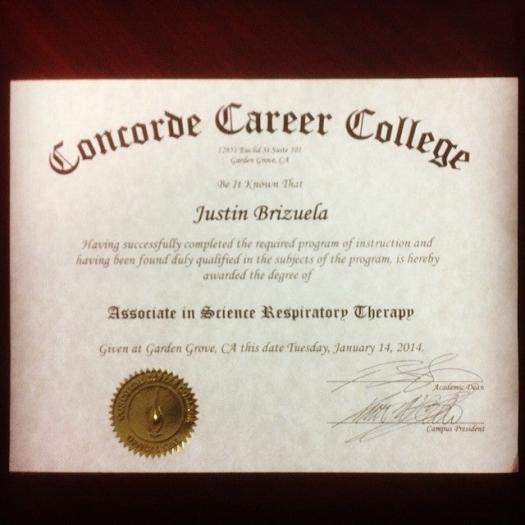 Concorde Career College
12951 Euclid St Suite 101
Garden Grove, CA
Be It Known That
Justin Brizuela
Having successfully completed the required program of instruction and
having been found duly qualified in the subjects of the program, is hereby
awarded the degree of
Associate in Science Respiratory Therapy
Given at Garden Grove, CA this date Tuesday, January 14, 2014.
Academic Dean
Campus President